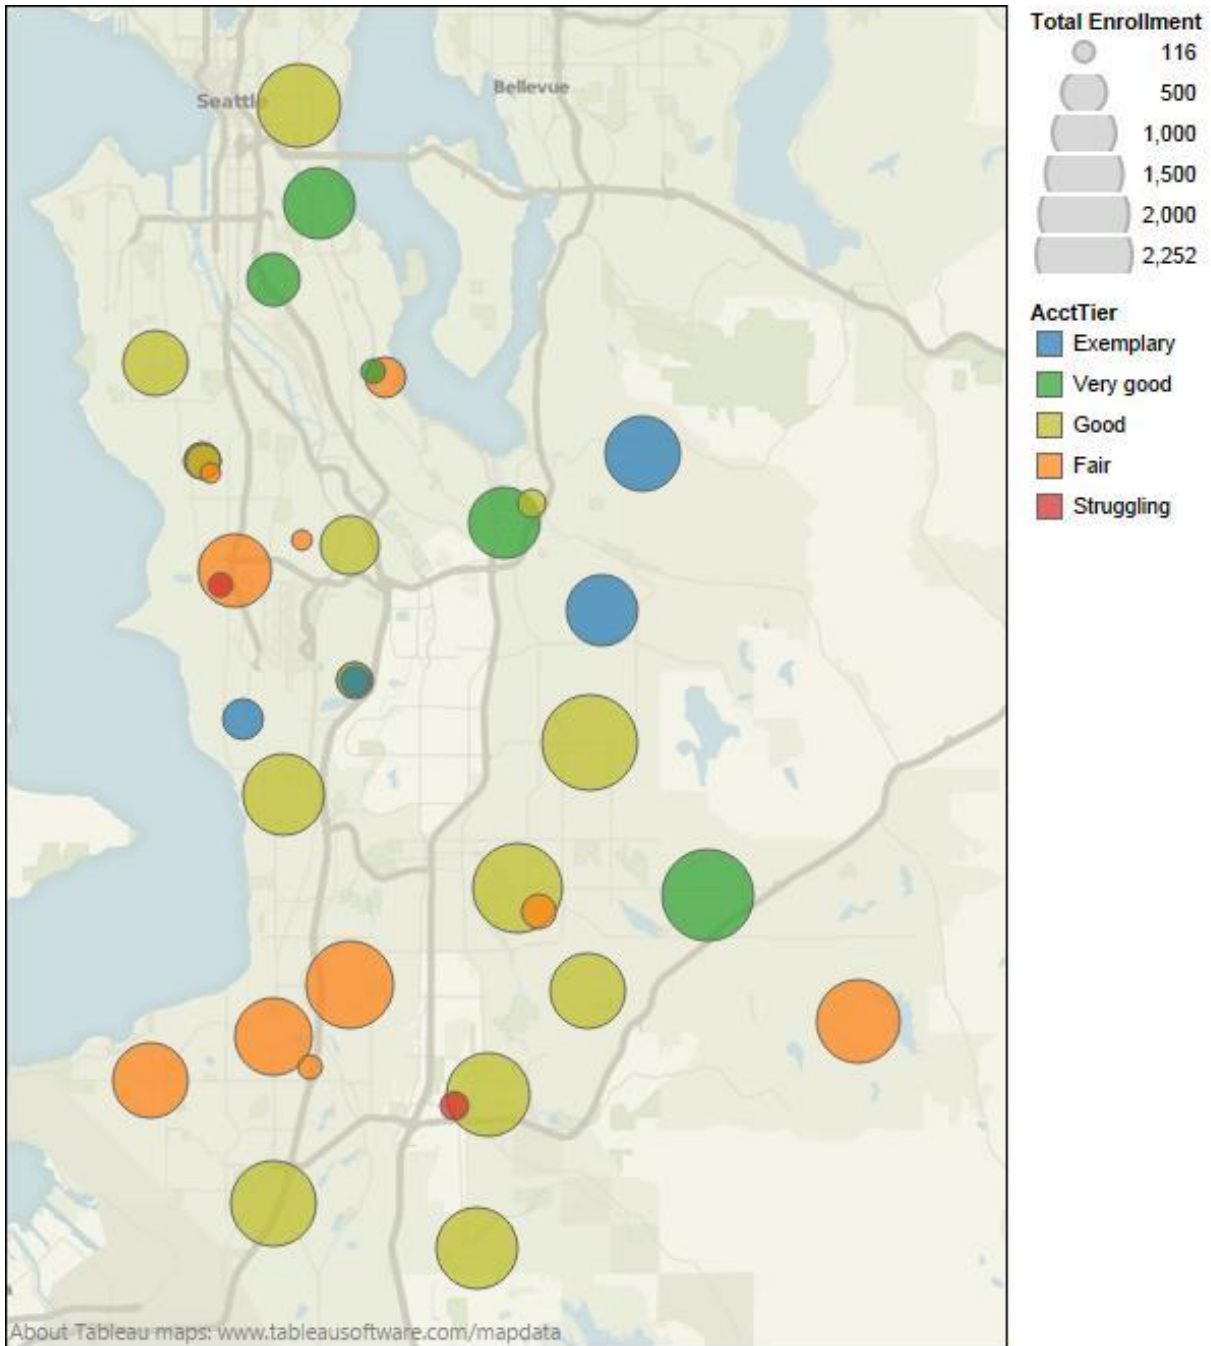 Seattle
Bellevue
About Tableau maps: www.tableausoftware.com/mapdata
Total Enrollment
116
500
1,000
1,500
2,000
2,252
AcctTier
Exemplary
Very good
Good
Fair
Struggling